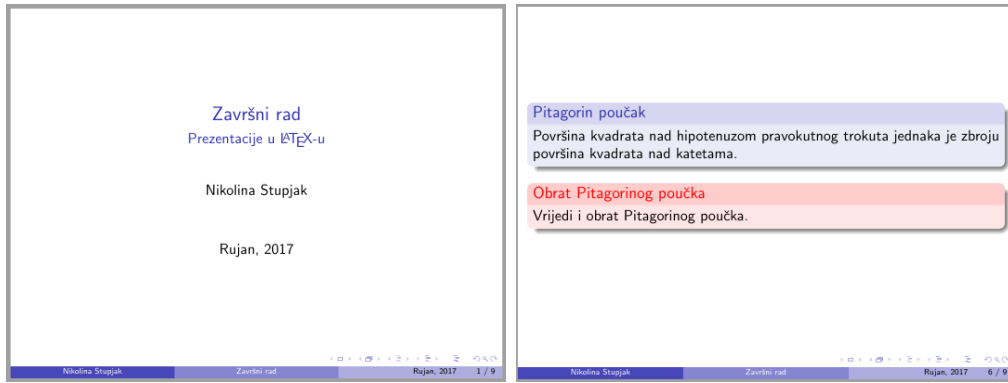 Završni rad
Prezentacije u LATEX-u
Nikolina Stupjak
Rujan, 2017
Nikolina Stupjak Završni rad Rujan, 2017 1 / 9
Pitagorin poučak
Površina kvadrata nad hipotenuzom pravokutnog trokuta jednaka je zbroju
površina kvadrata nad katetama.
Obrat Pitagorinog poučka
Vrijedi i obrat Pitagorinog poučka.
Nikolina Stupjak Završni rad Rujan, 2017 6 / 9